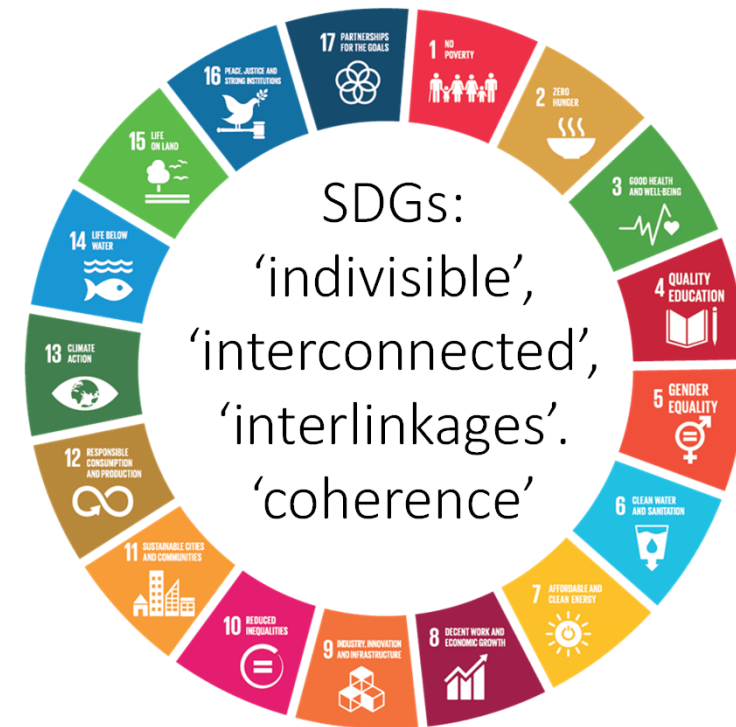 SDGs:
‘indivisible’,
‘interconnected’,
‘interlinkages’.
‘coherence’
1 NO
POVERTY
2 ZERO
HUNGER
3 GOOD HEALTH
AND WELL-BEING
4 QUALITY
EDUCATION
5 GENDER
EQUALITY
6 CLEAN WATER
AND SANITATION
7 AFFORDABLE AND
CLEAN ENERGY
8 DECENT WORK AND
ECONOMIC GROWTH
9 INDUSTRY, INNOVATION
AND INFRASTRUCTURE
10 REDUCED
INEQUALITIES
11 SUSTAINABLE CITIES
AND COMMUNITIES
12 RESPONSIBLE
CONSUMPTION
AND PRODUCTION
13 CLIMATE
ACTION
14 LIFE BELOW
WATER
15 LIFE
ON LAND
16 PEACE, JUSTICE AND
STRONG INSTITUTIONS
17 PARTNERSHIPS
FOR THE GOALS